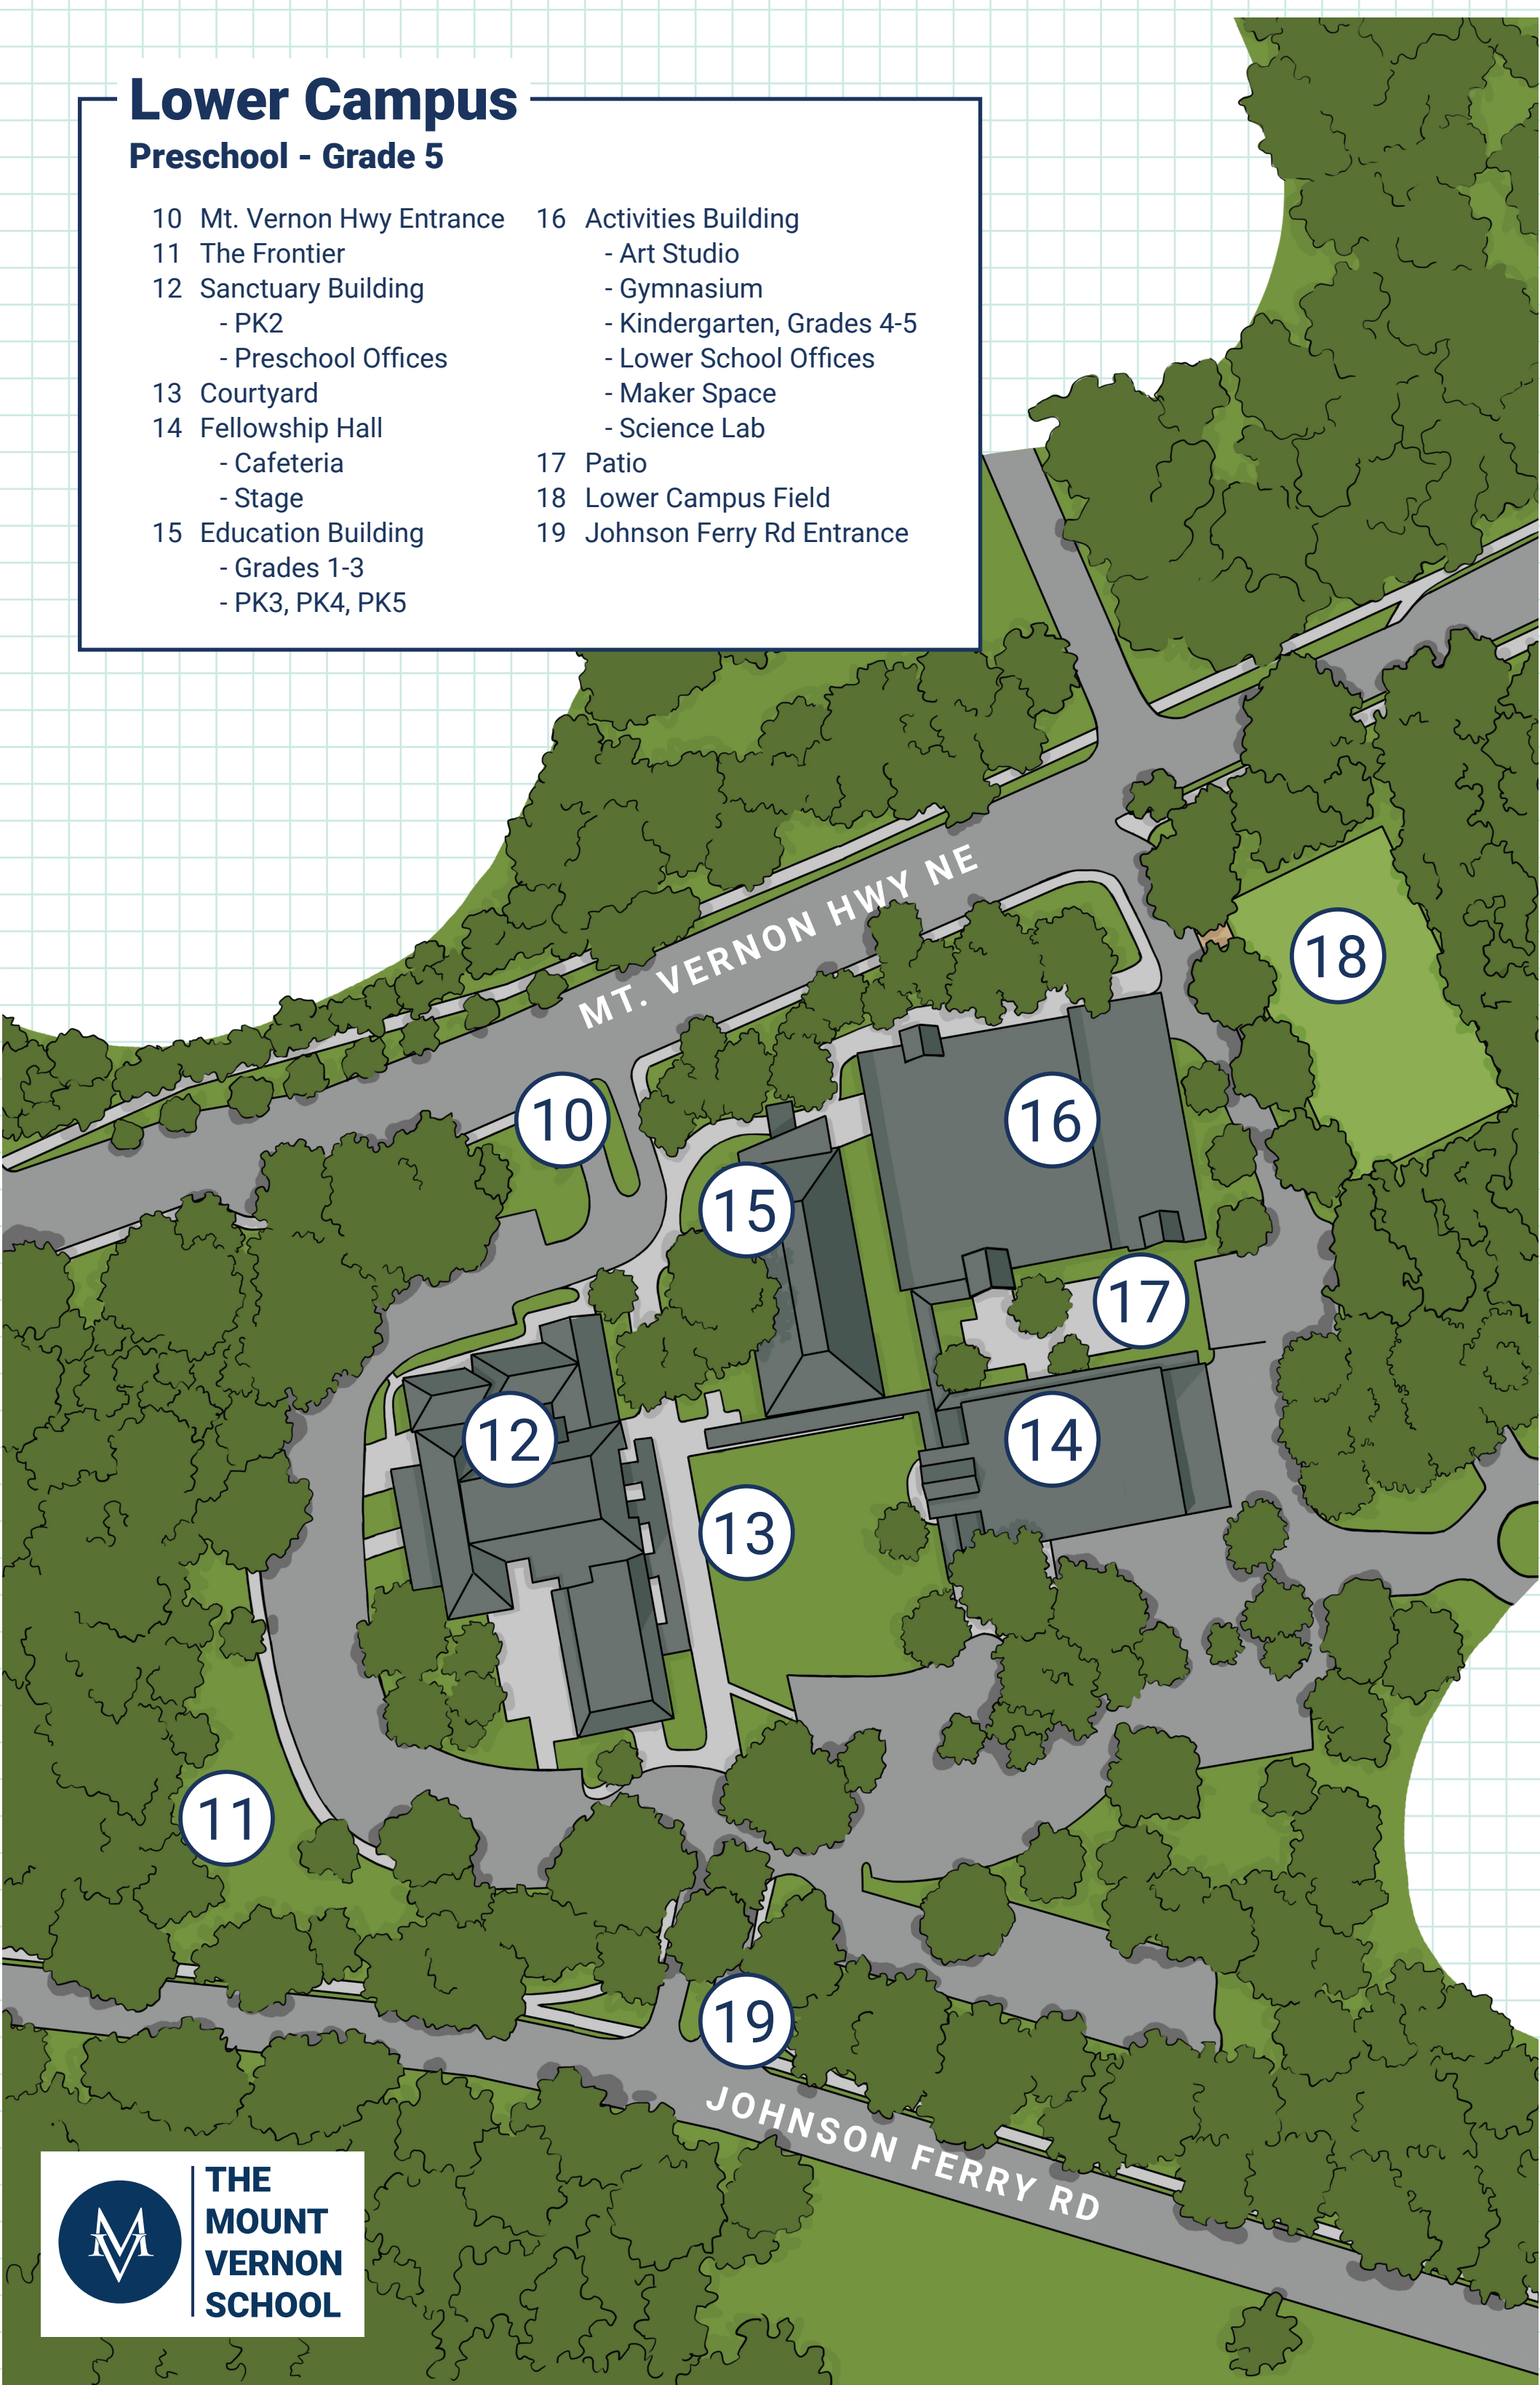 Lower Campus
Preschool - Grade 5
10 Mt. Vernon Hwy Entrance
11 The Frontier
12 Sanctuary Building
- PK2
- Preschool Offices
13 Courtyard
14 Fellowship Hall
- Cafeteria
- Stage
15 Education Building
- Grades 1-3
- PK3, PK4, PK5
16 Activities Building
- Art Studio
- Gymnasium
- Kindergarten, Grades 4-5
- Lower School Offices
- Maker Space
- Science Lab
17 Patio
18 Lower Campus Field
19 Johnson Ferry Rd Entrance
MT. VERNON HWY NE
18
10
16
15
17
12
14
13
11
19
JOHNSON FERRY RD
MV
THE
MOUNT
VERNON
SCHOOL